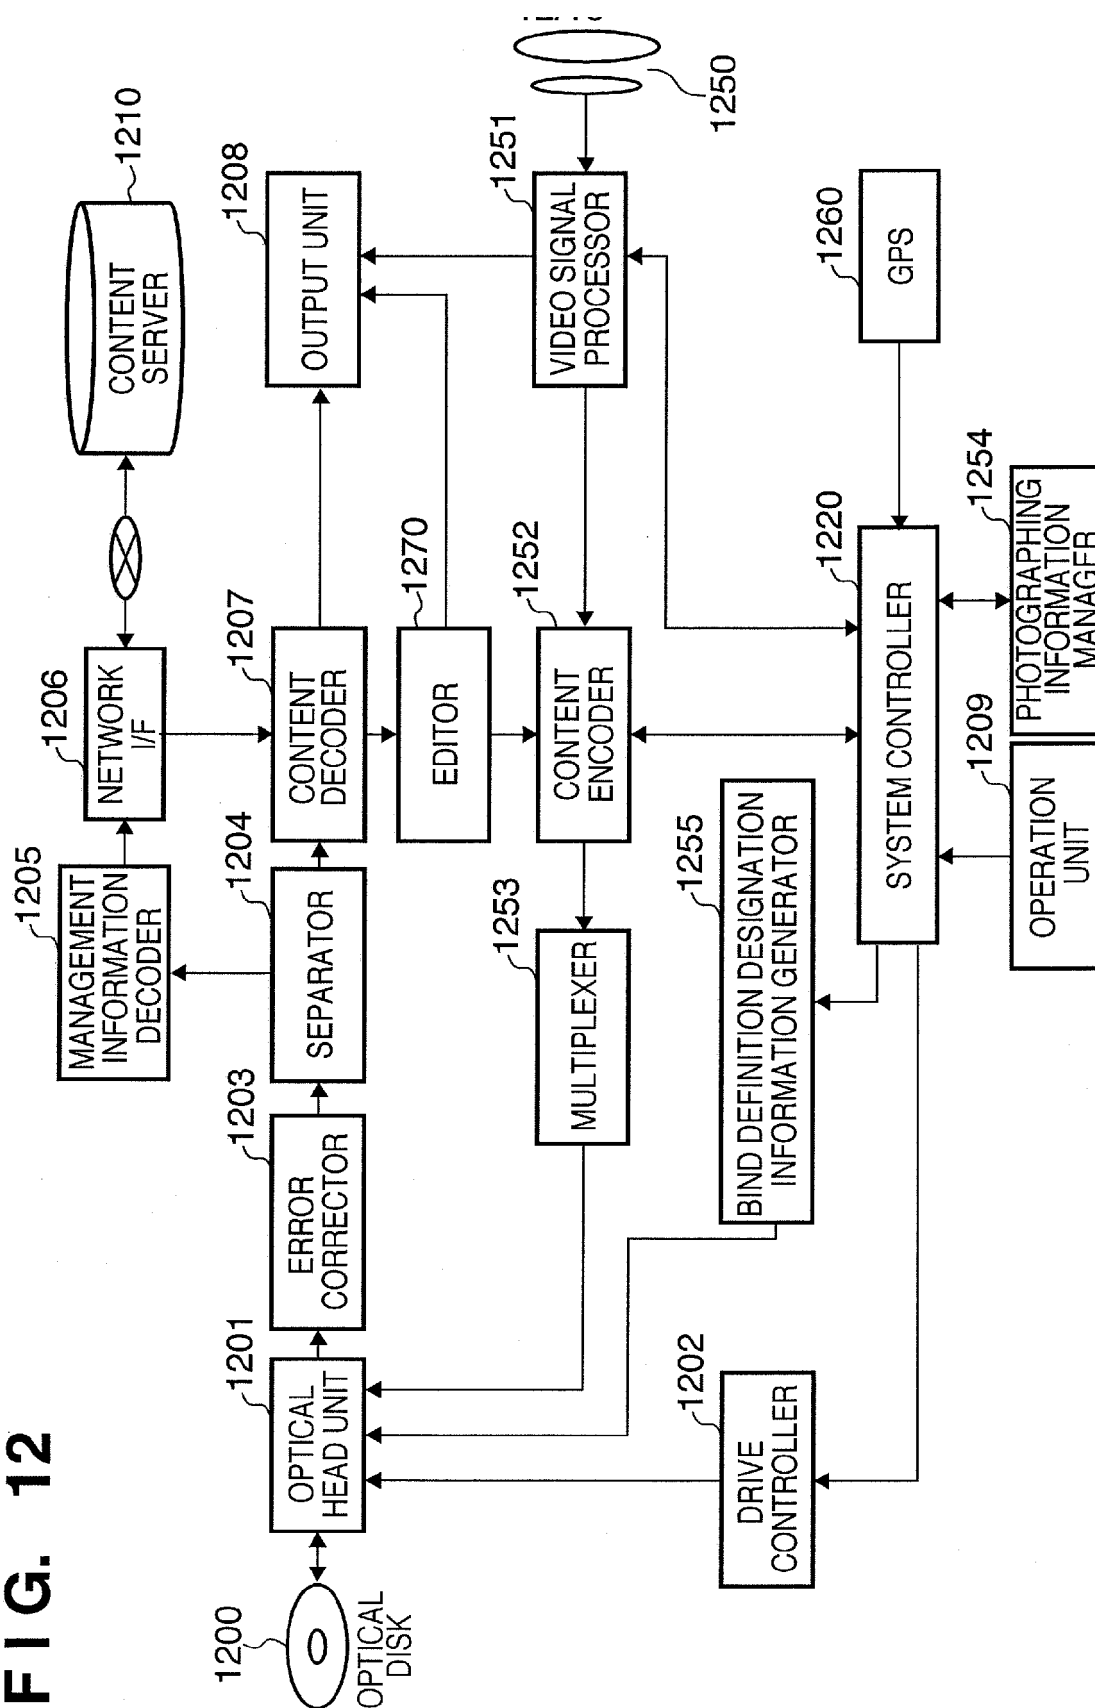 FIG. 12
1200
OPTICAL
DISK
1201
OPTICAL
HEAD UNIT
1203
ERROR
CORRECTOR
1204
SEPARATOR
1205
MANAGEMENT
INFORMATION
DECODER
1206
NETWORK
I/F
1210
CONTENT
SERVER
1207
CONTENT
DECODER
1208
OUTPUT UNIT
1270
EDITOR
1252
CONTENT
ENCODER
1253
MULTIPLEXER
1251
VIDEO SIGNAL
PROCESSOR
1250
1202
DRIVE
CONTROLLER
1255
BIND DEFINITION DESIGNATION
INFORMATION GENERATOR
1220
SYSTEM CONTROLLER
1260
GPS
1209
OPERATION
UNIT
1254
PHOTOGRAPHING
INFORMATION
MANAGER